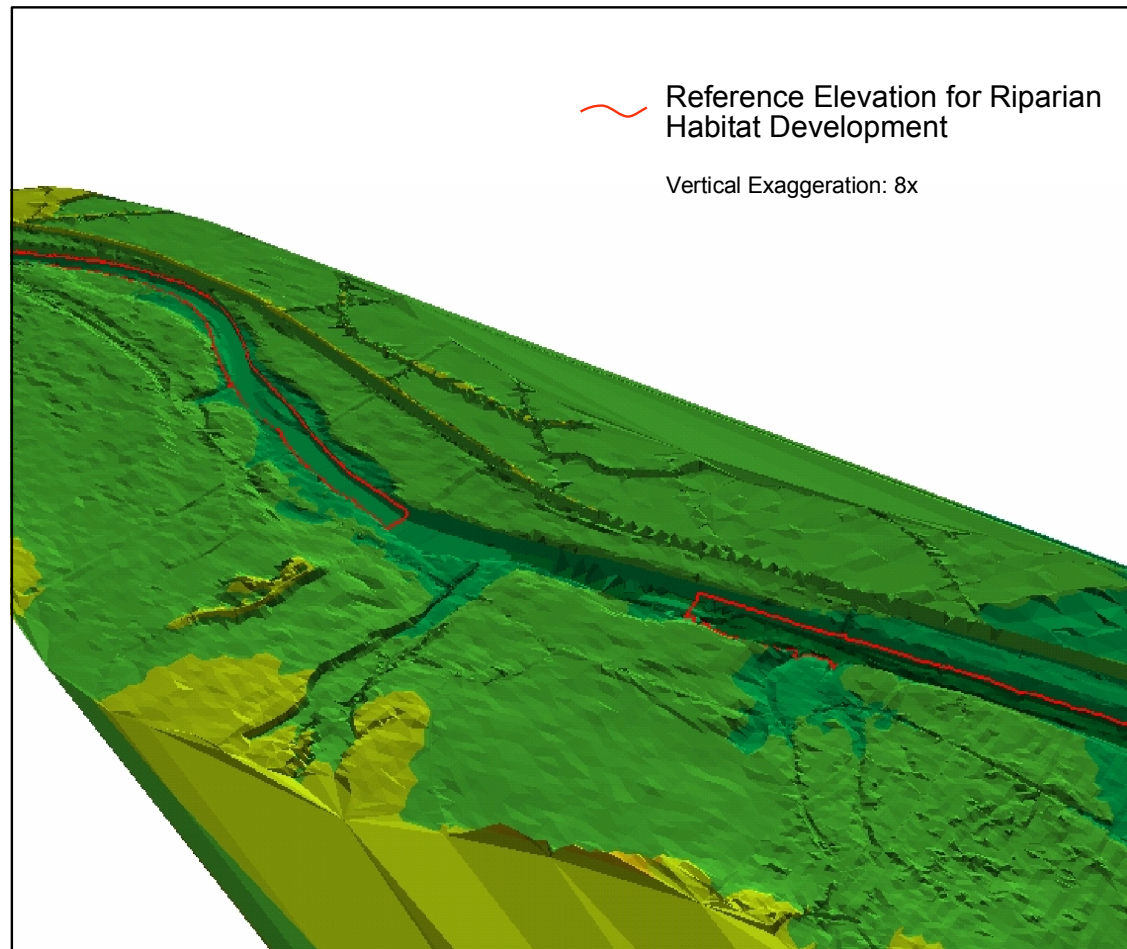 Reference Elevation for Riparian
Habitat Development
Vertical Exaggeration: 8x